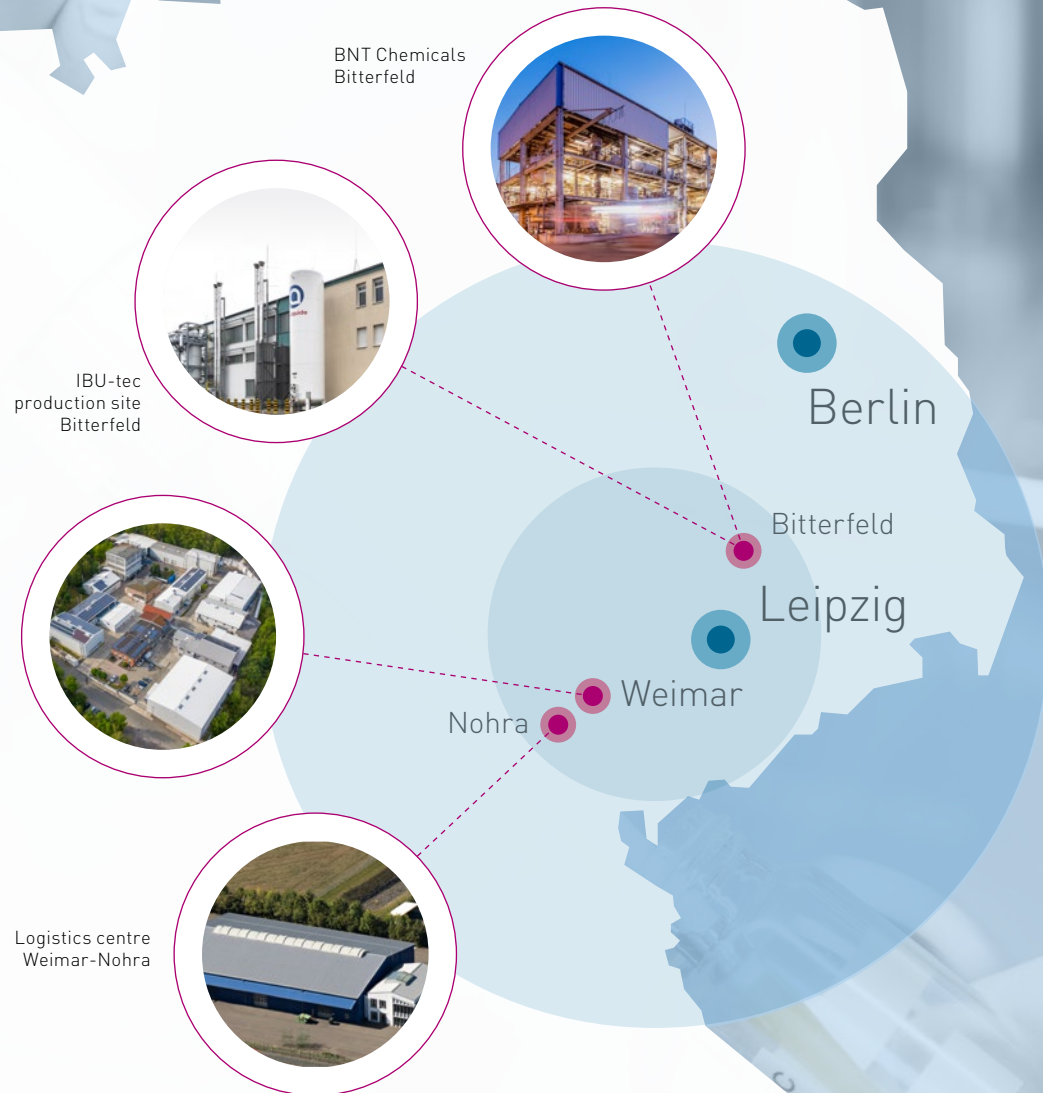 BNT Chemicals
Bitterfeld
IBU-tec
production site
Bitterfeld
Berlin
Bitterfeld
Leipzig
Weimar
Nohra
Logistics centre
Weimar-Nohra
C